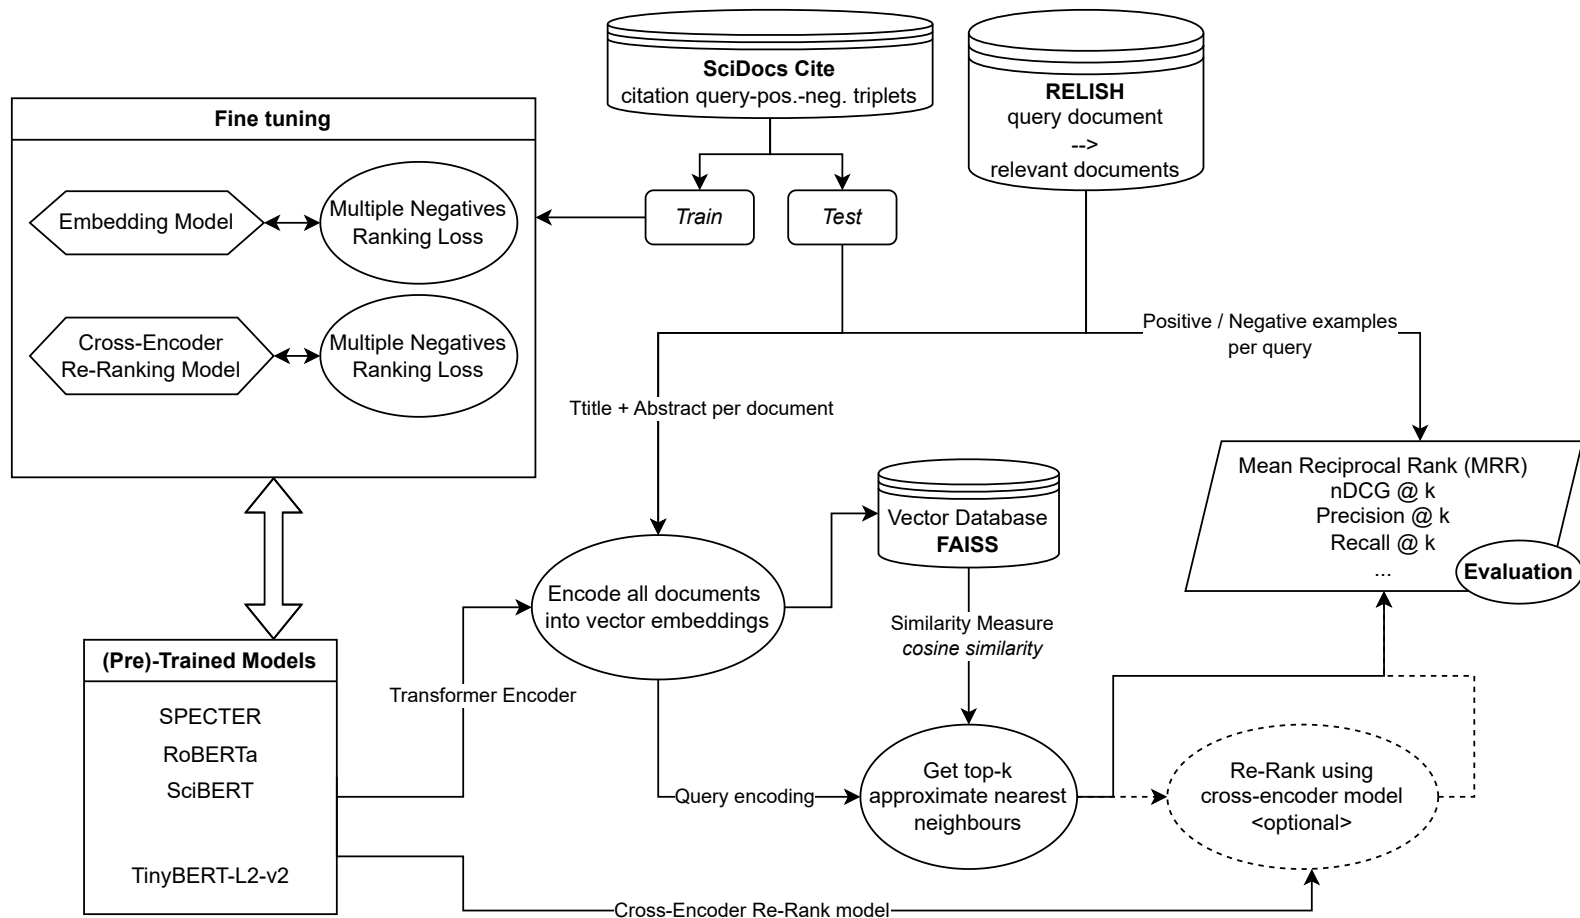 SciDocs Cite
citation query-pos.-neg. triplets
RELISH
query document
-->
relevant documents
Fine tuning
Embedding Model
Multiple Negatives
Ranking Loss
Train
Test
Cross-Encoder
Re-Ranking Model
Multiple Negatives
Ranking Loss
Positive / Negative examples
per query
Ttitle + Abstract per document
Mean Reciprocal Rank (MRR)
nDCG @ k
Precision @ k
Recall @ k
...
Evaluation
Vector Database
FAISS
Encode all documents
into vector embeddings
Similarity Measure
cosine similarity
(Pre)-Trained Models
SPECTER
RoBERTa
SciBERT
TinyBERT-L2-v2
Transformer Encoder
Query encoding
Get top-k
approximate nearest
neighbours
Re-Rank using
cross-encoder model
<optional>
Cross-Encoder Re-Rank model